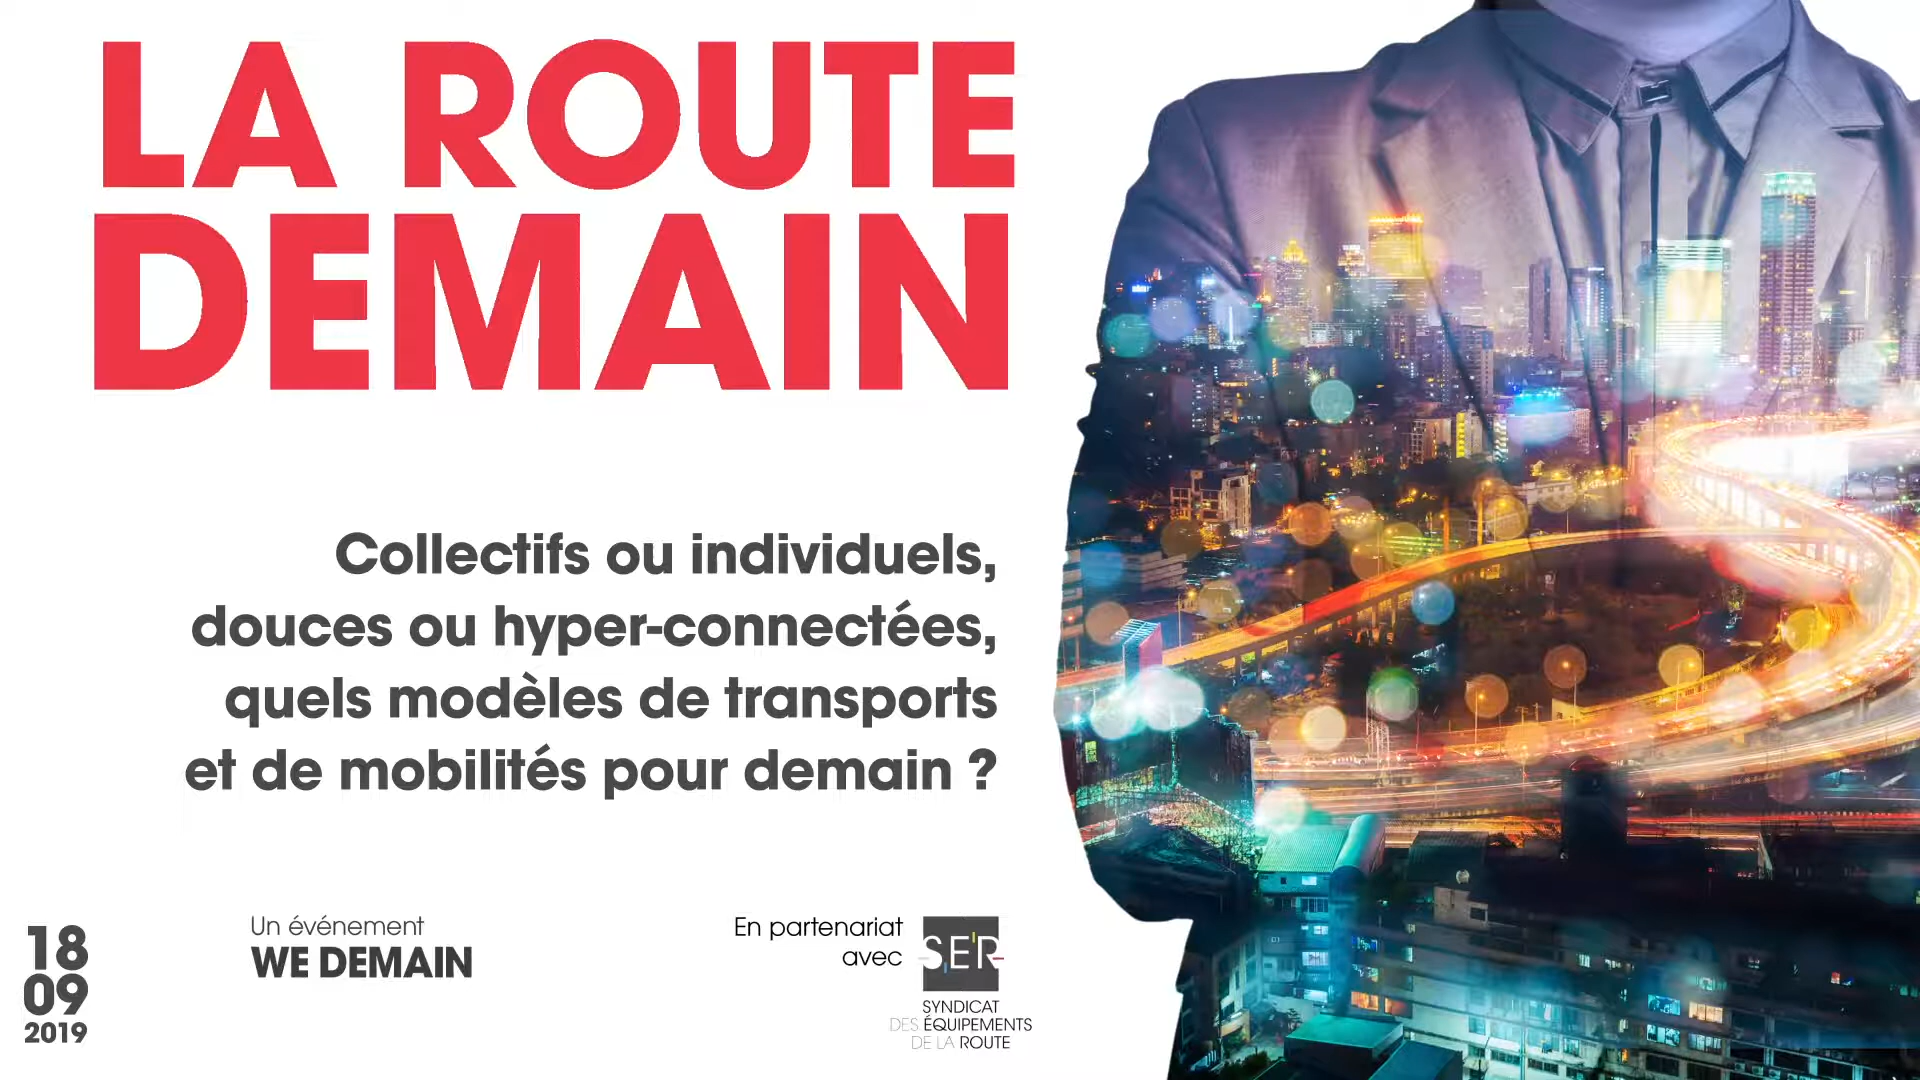 LA ROUTE
DEMAIN
Collectifs ou individuels,
douces ou hyper-connectées,
quels modèles de transports
et de mobilités pour demain ?
18
09
2019
Un événement
WE DEMAIN
En partenariat
avec
SER
SYNDICAT
DES ÉQUIPEMENTS
DE LA ROUTE